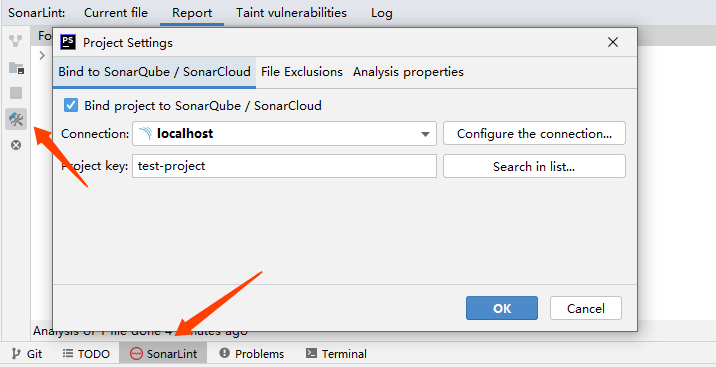 SonarLint: Current file Report Taint vulnerabilities Log
Fo
PS Project Settings
Bind to SonarQube / SonarCloud File Exclusions Analysis properties
Bind project to SonarQube / SonarCloud
Connection: localhost Configure the connection...
Project key: test-project Search in list...
OK Cancel
Analysis of 1 file done 4 minutes ago
Git TODO SonarLint Problems Terminal